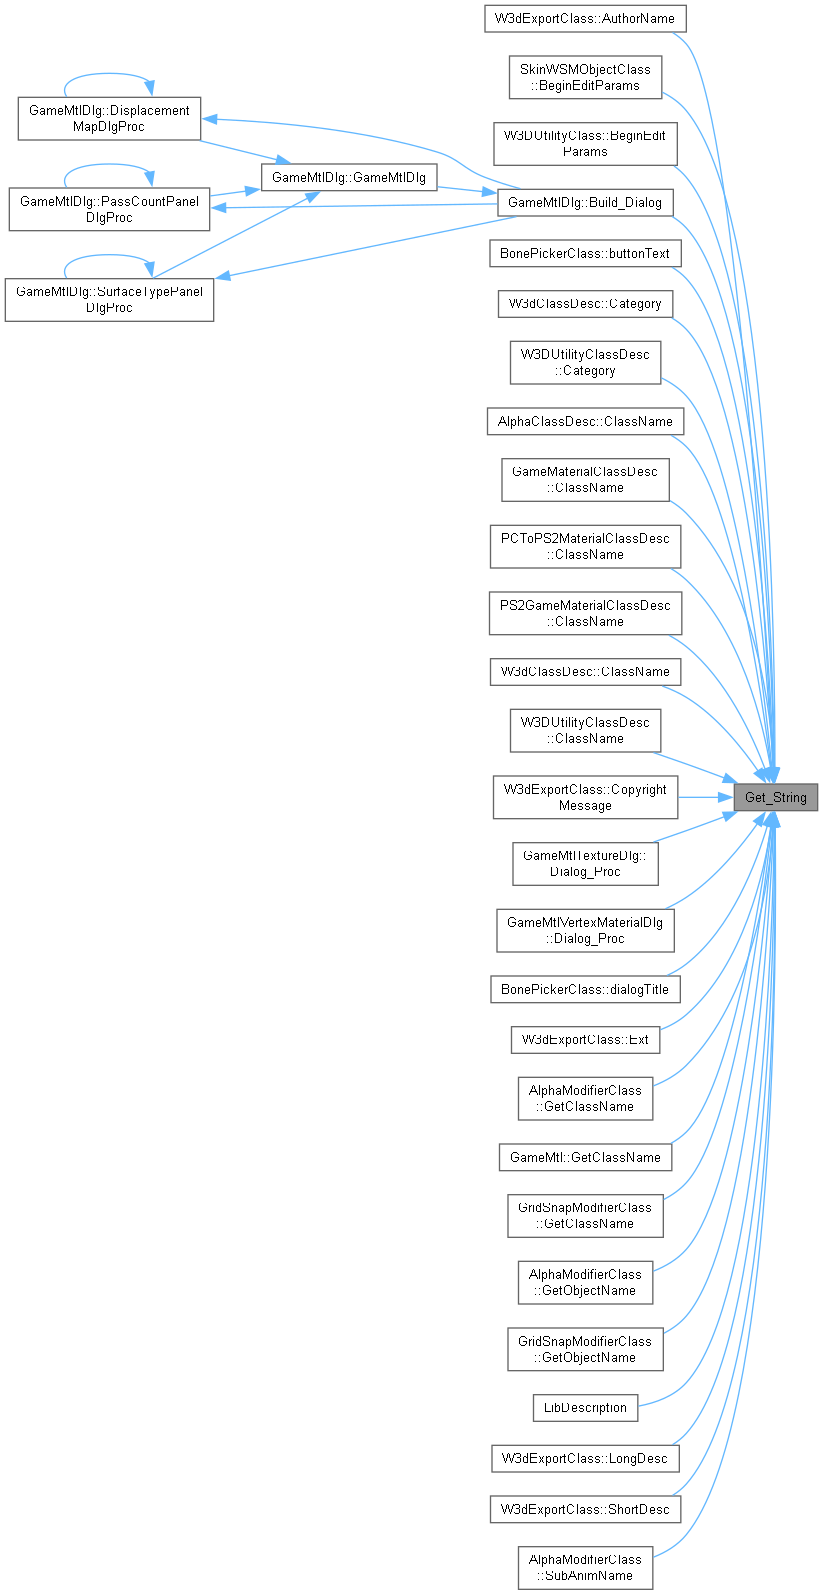 W3dExportClass::AuthorName
SkinWSMObjectClass
::BeginEditParams
W3DUtilityClass::BeginEdit
Params
GameMtlDlg::Displacement
MapDlgProc
GameMtlDlg::GameMtlDlg
GameMtlDlg::PassCountPanel
DlgProc
GameMtlDlg::Build_Dialog
GameMtlDlg::SurfaceTypePanel
DlgProc
BonePickerClass::buttonText
W3dClassDesc::Category
W3DUtilityClassDesc
::Category
AlphaClassDesc::ClassName
GameMaterialClassDesc
::ClassName
PCToPS2MaterialClassDesc
::ClassName
PS2GameMaterialClassDesc
::ClassName
W3dClassDesc::ClassName
W3DUtilityClassDesc
::ClassName
W3dExportClass::Copyright
Message
Get_String
GameMtlTextureDlg::
Dialog_Proc
GameMtlVertexMaterialDlg
::Dialog_Proc
BonePickerClass::dialogTitle
W3dExportClass::Ext
AlphaModifierClass
::GetClassName
GameMtl::GetClassName
GridSnapModifierClass
::GetClassName
AlphaModifierClass
::GetObjectName
GridSnapModifierClass
::GetObjectName
LibDescription
W3dExportClass::LongDesc
W3dExportClass::ShortDesc
AlphaModifierClass
::SubAnimName